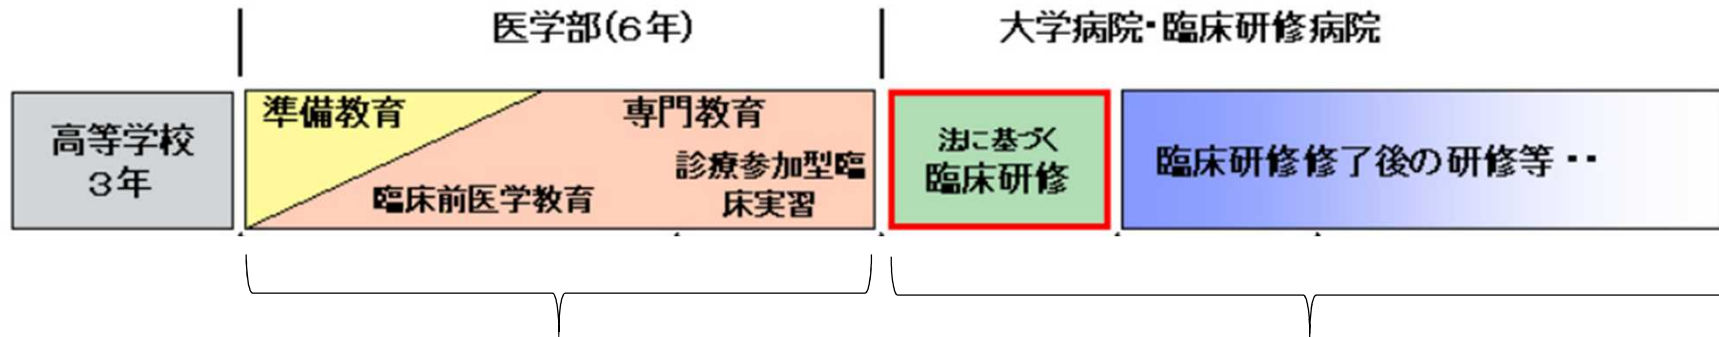 医学部(6年)
大学病院・臨床研修病院
高等学校
3年
準備教育
専門教育
臨床前医学教育
診療参加型臨
床実習
法に基づく
臨床研修
臨床研修修了後の研修等・・